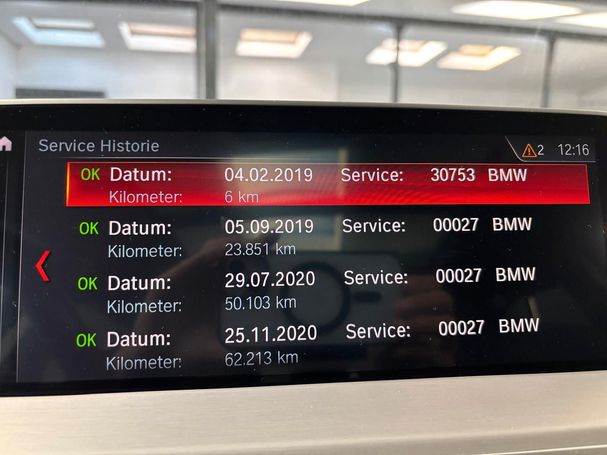 Service Historie
2 12:16
OK Datum: 04.02.2019 Service: 30753 BMW
Kilometer: 6 km
OK Datum: 05.09.2019 Service: 00027 BMW
Kilometer: 23.851 km
OK Datum: 29.07.2020 Service: 00027 BMW
Kilometer: 50.103 km
OK Datum: 25.11.2020 Service: 00027 BMW
Kilometer: 62.213 km